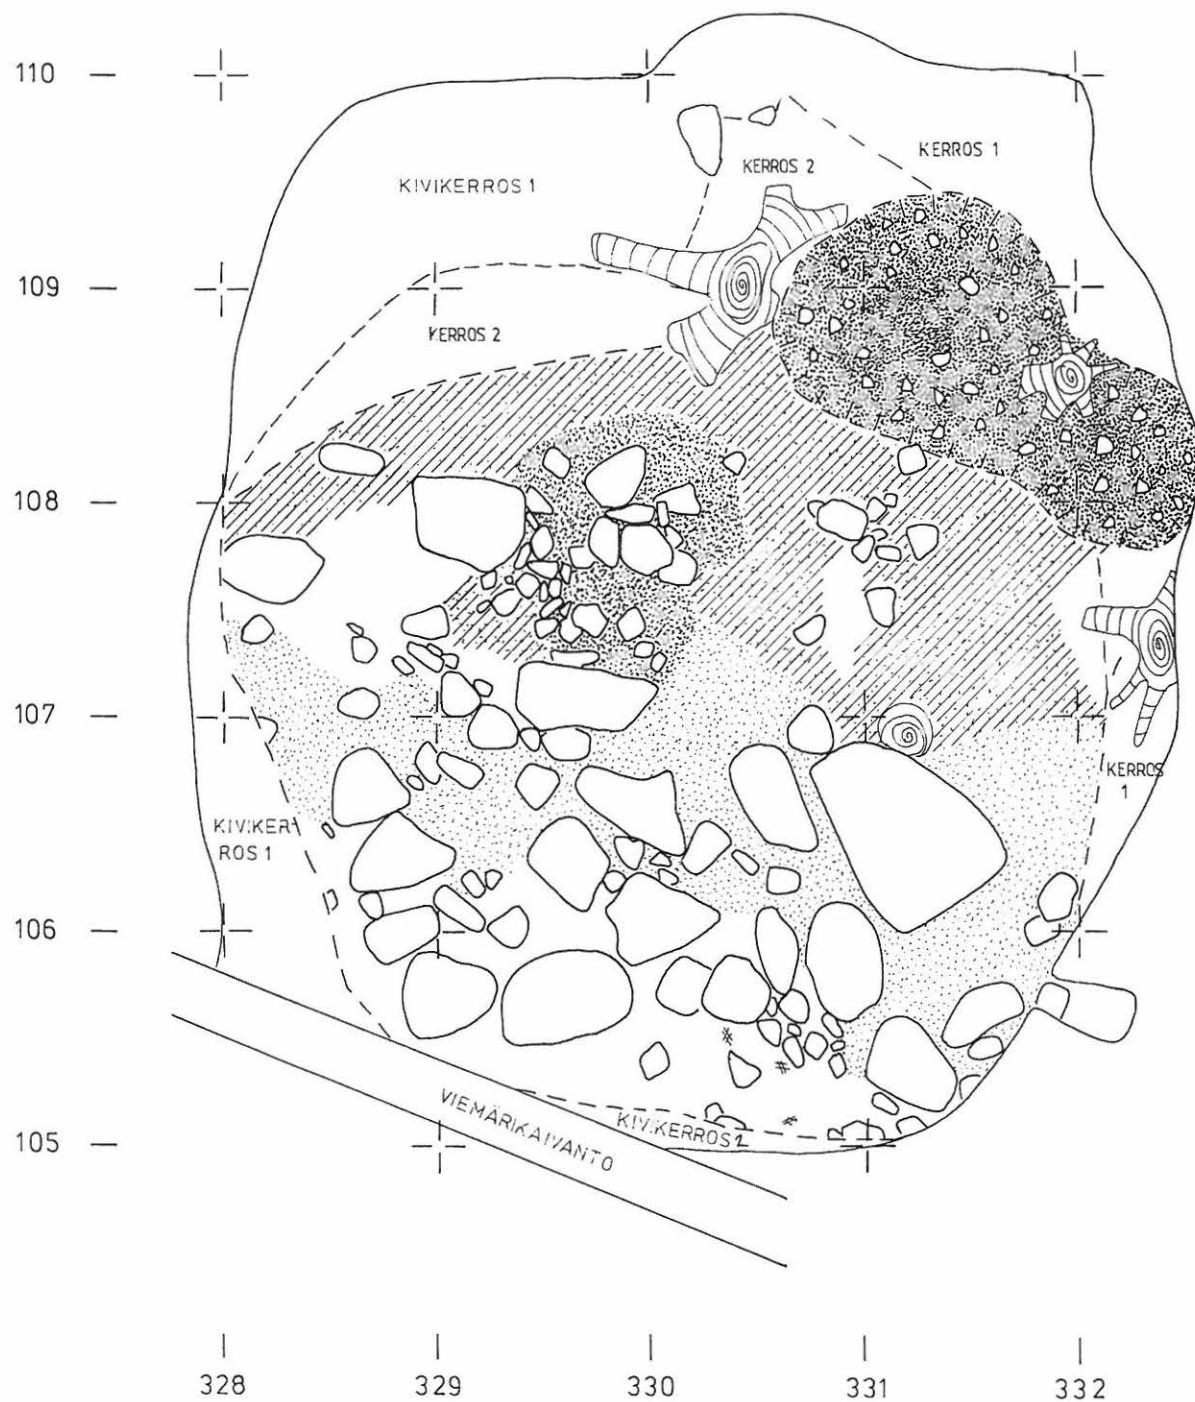 110
KERROS 1
KERROS 2
KIVIKERROS 1
109
KERROS 2
108
107
KERROS
1
KIVIKER-
ROS 1
106
105
VIEMÄRIKAIVANTO
KIVIKERROS 1
328
329
330
331
332